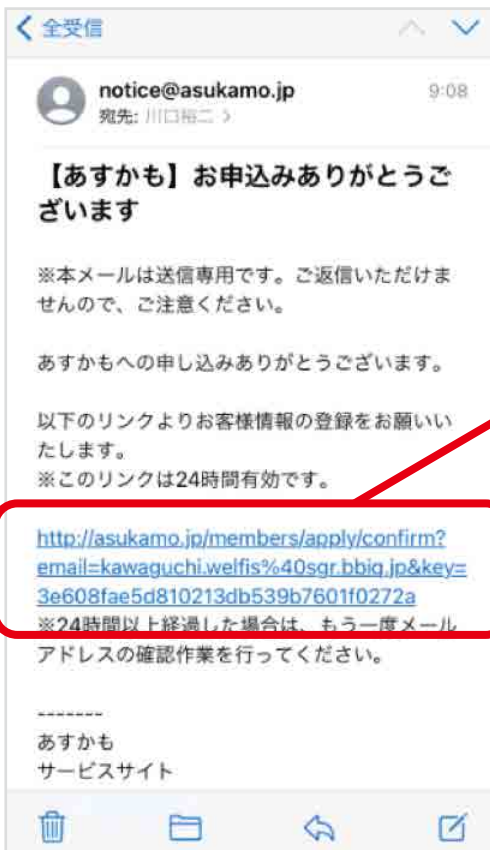 全受信
notice@asukamo.jp 9:08
宛先: 川口裕二
【あすかも】お申込みありがとうご
ざいます
※本メールは送信専用です。ご返信いただけま
せんので、ご注意ください。
あすかもへの申し込みありがとうございます。
以下のリンクよりお客様情報の登録をお願いい
たします。
※このリンクは24時間有効です。
http://asukamo.jp/members/apply/confirm?
email=kawaguchi.welfis%40sgr.bbiq.jp&key=
3e608fae5d810213db539b7601f0272a
※24時間以上経過した場合は、もう一度メール
アドレスの確認作業を行ってください。
-------
あすかも
サービスサイト